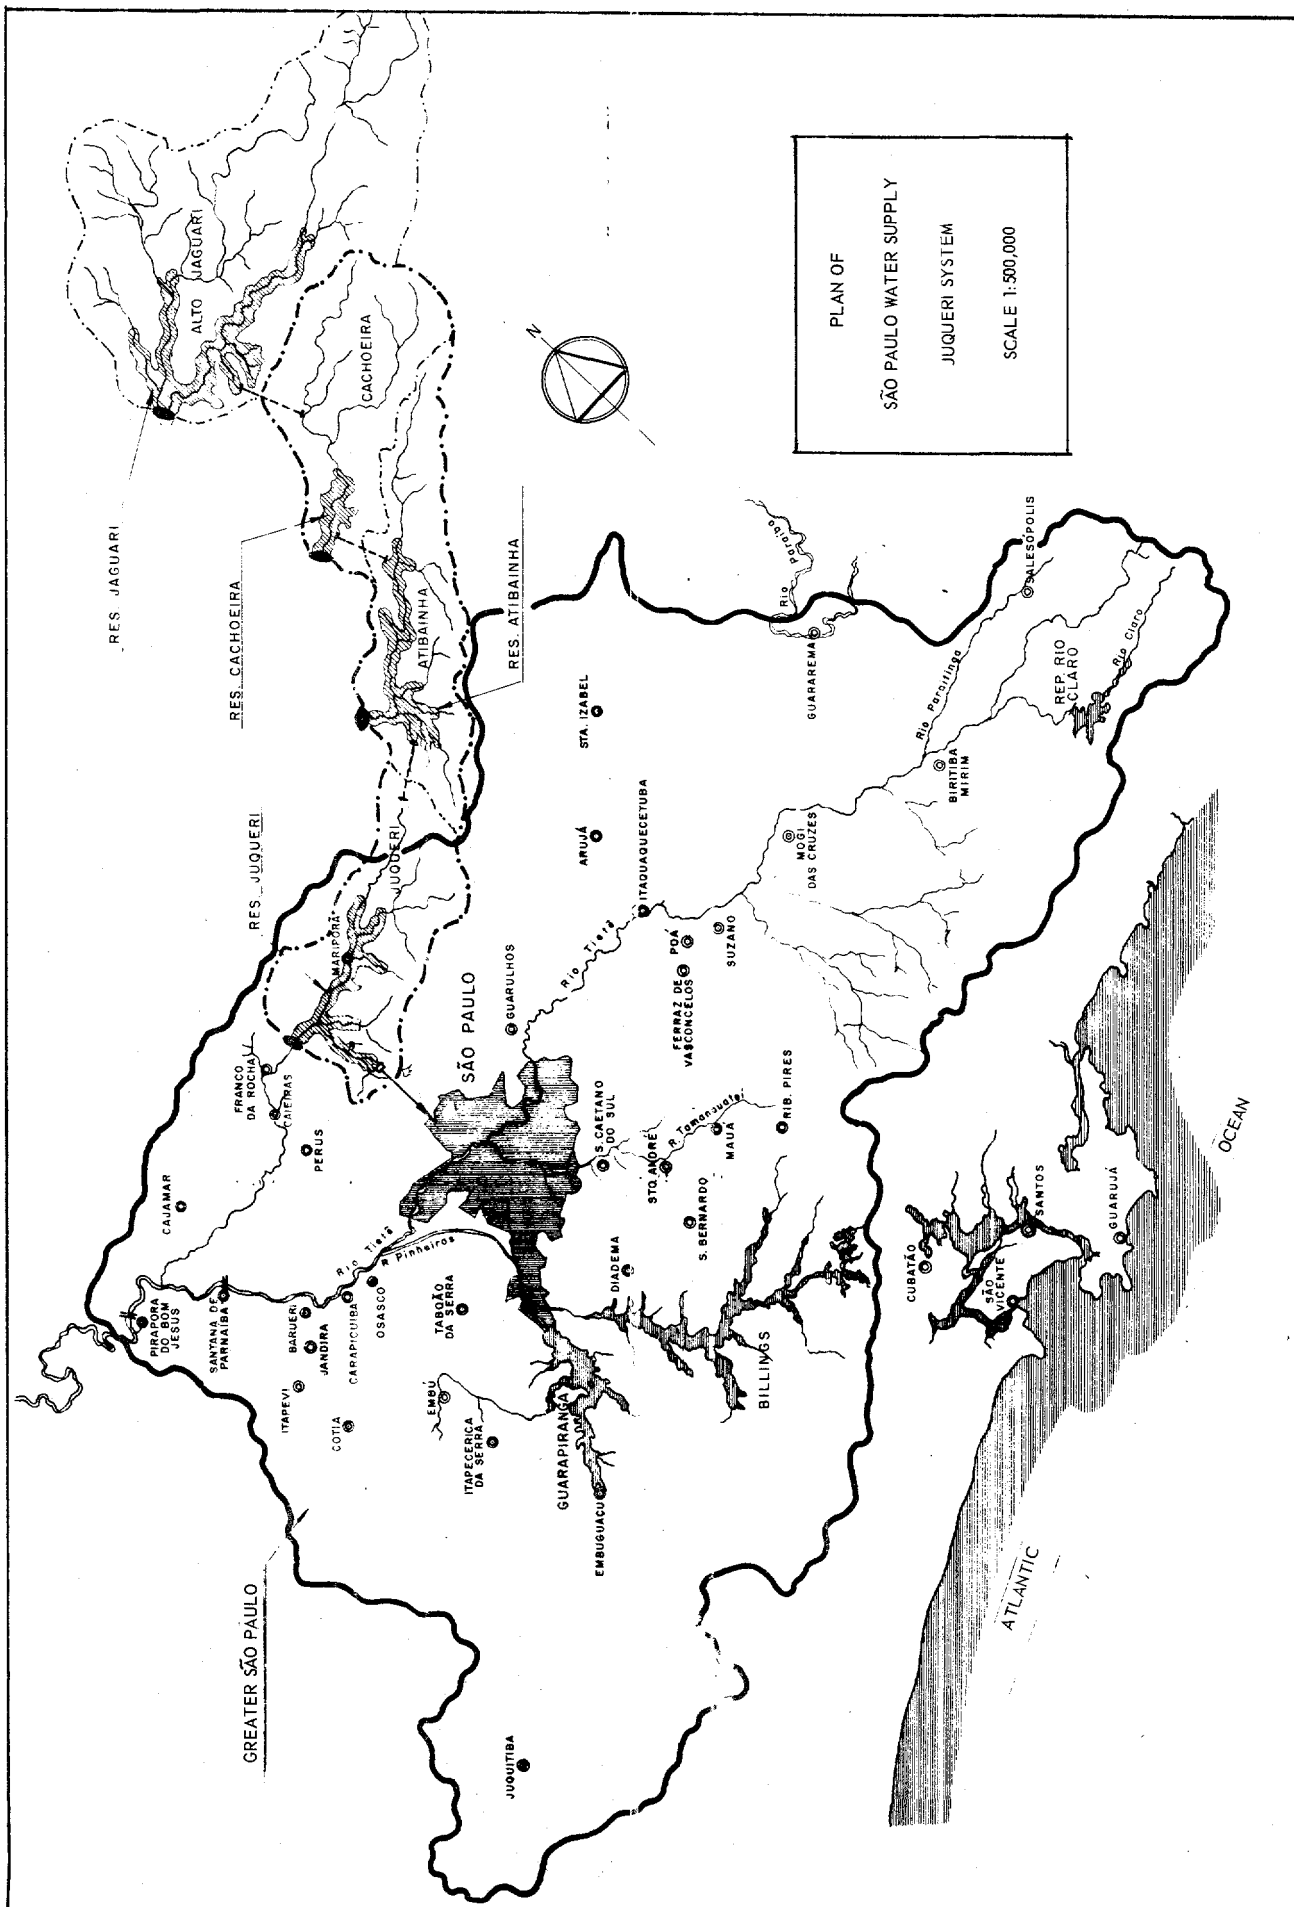 PLAN OF
SÃO PAULO WATER SUPPLY
JUQUERI SYSTEM
SCALE 1:500,000
N
RES JAGUARI
ALTO
JAGUARI
RES. CACHOEIRA
CACHOEIRA
RES. ATIBAINHA
ATIBAINHA
RES. JUQUERI
JUQUERI
MARIPORÃ
GREATER SÃO PAULO
SÃO PAULO
GUARULHOS
FRANCO
DA ROCHA
CAIEIRAS
PERUS
CAJAMAR
PIRAPORA
DO BOM
JESUS
SANTANA DE
PARNAÍBA
BARUERI
JANDIRA
ITAPEVI
CARAPICUIBA
COTIA
OSASCO
Rio Tietê
R. Pinheiros
TABOÃO
DA SERRA
EMBÚ
ITAPECERICA
DA SERRA
GUARAPIRANGA
EMBUGUAÇU
JUQUITIBA
DIADEMA
S. BERNARDO
BILLINGS
S. CAETANO
DO SUL
STO. ANDRÉ
R. Tamanduateí
MAUÁ
RIB. PIRES
FERRAZ DE
VASCONCELOS
POÁ
SUZANO
Rio Tietê
ITAQUAQUECETUBA
ARUJÁ
STA. IZABEL
MOGI
DAS CRUZES
BIRITIBA
MIRIM
GUARAREMA
Rio Paraiba
Rio Paraitinga
SALESÓPOLIS
REP. RIO
CLARO
Rio Claro
CUBATÃO
SÃO
VICENTE
SANTOS
GUARUJÁ
ATLANTIC
OCEAN